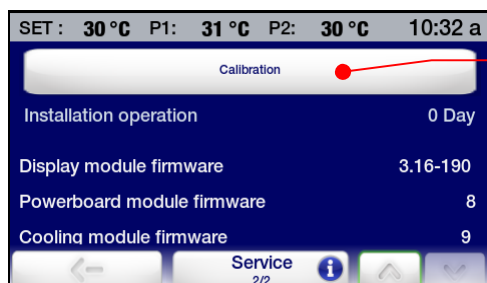 SET : 30 °C P1: 31 °C P2: 30 °C 10:32 a
Calibration
Installation operation 0 Day
Display module firmware 3.16-190
Powerboard module firmware 8
Cooling module firmware 9
Service
2/2